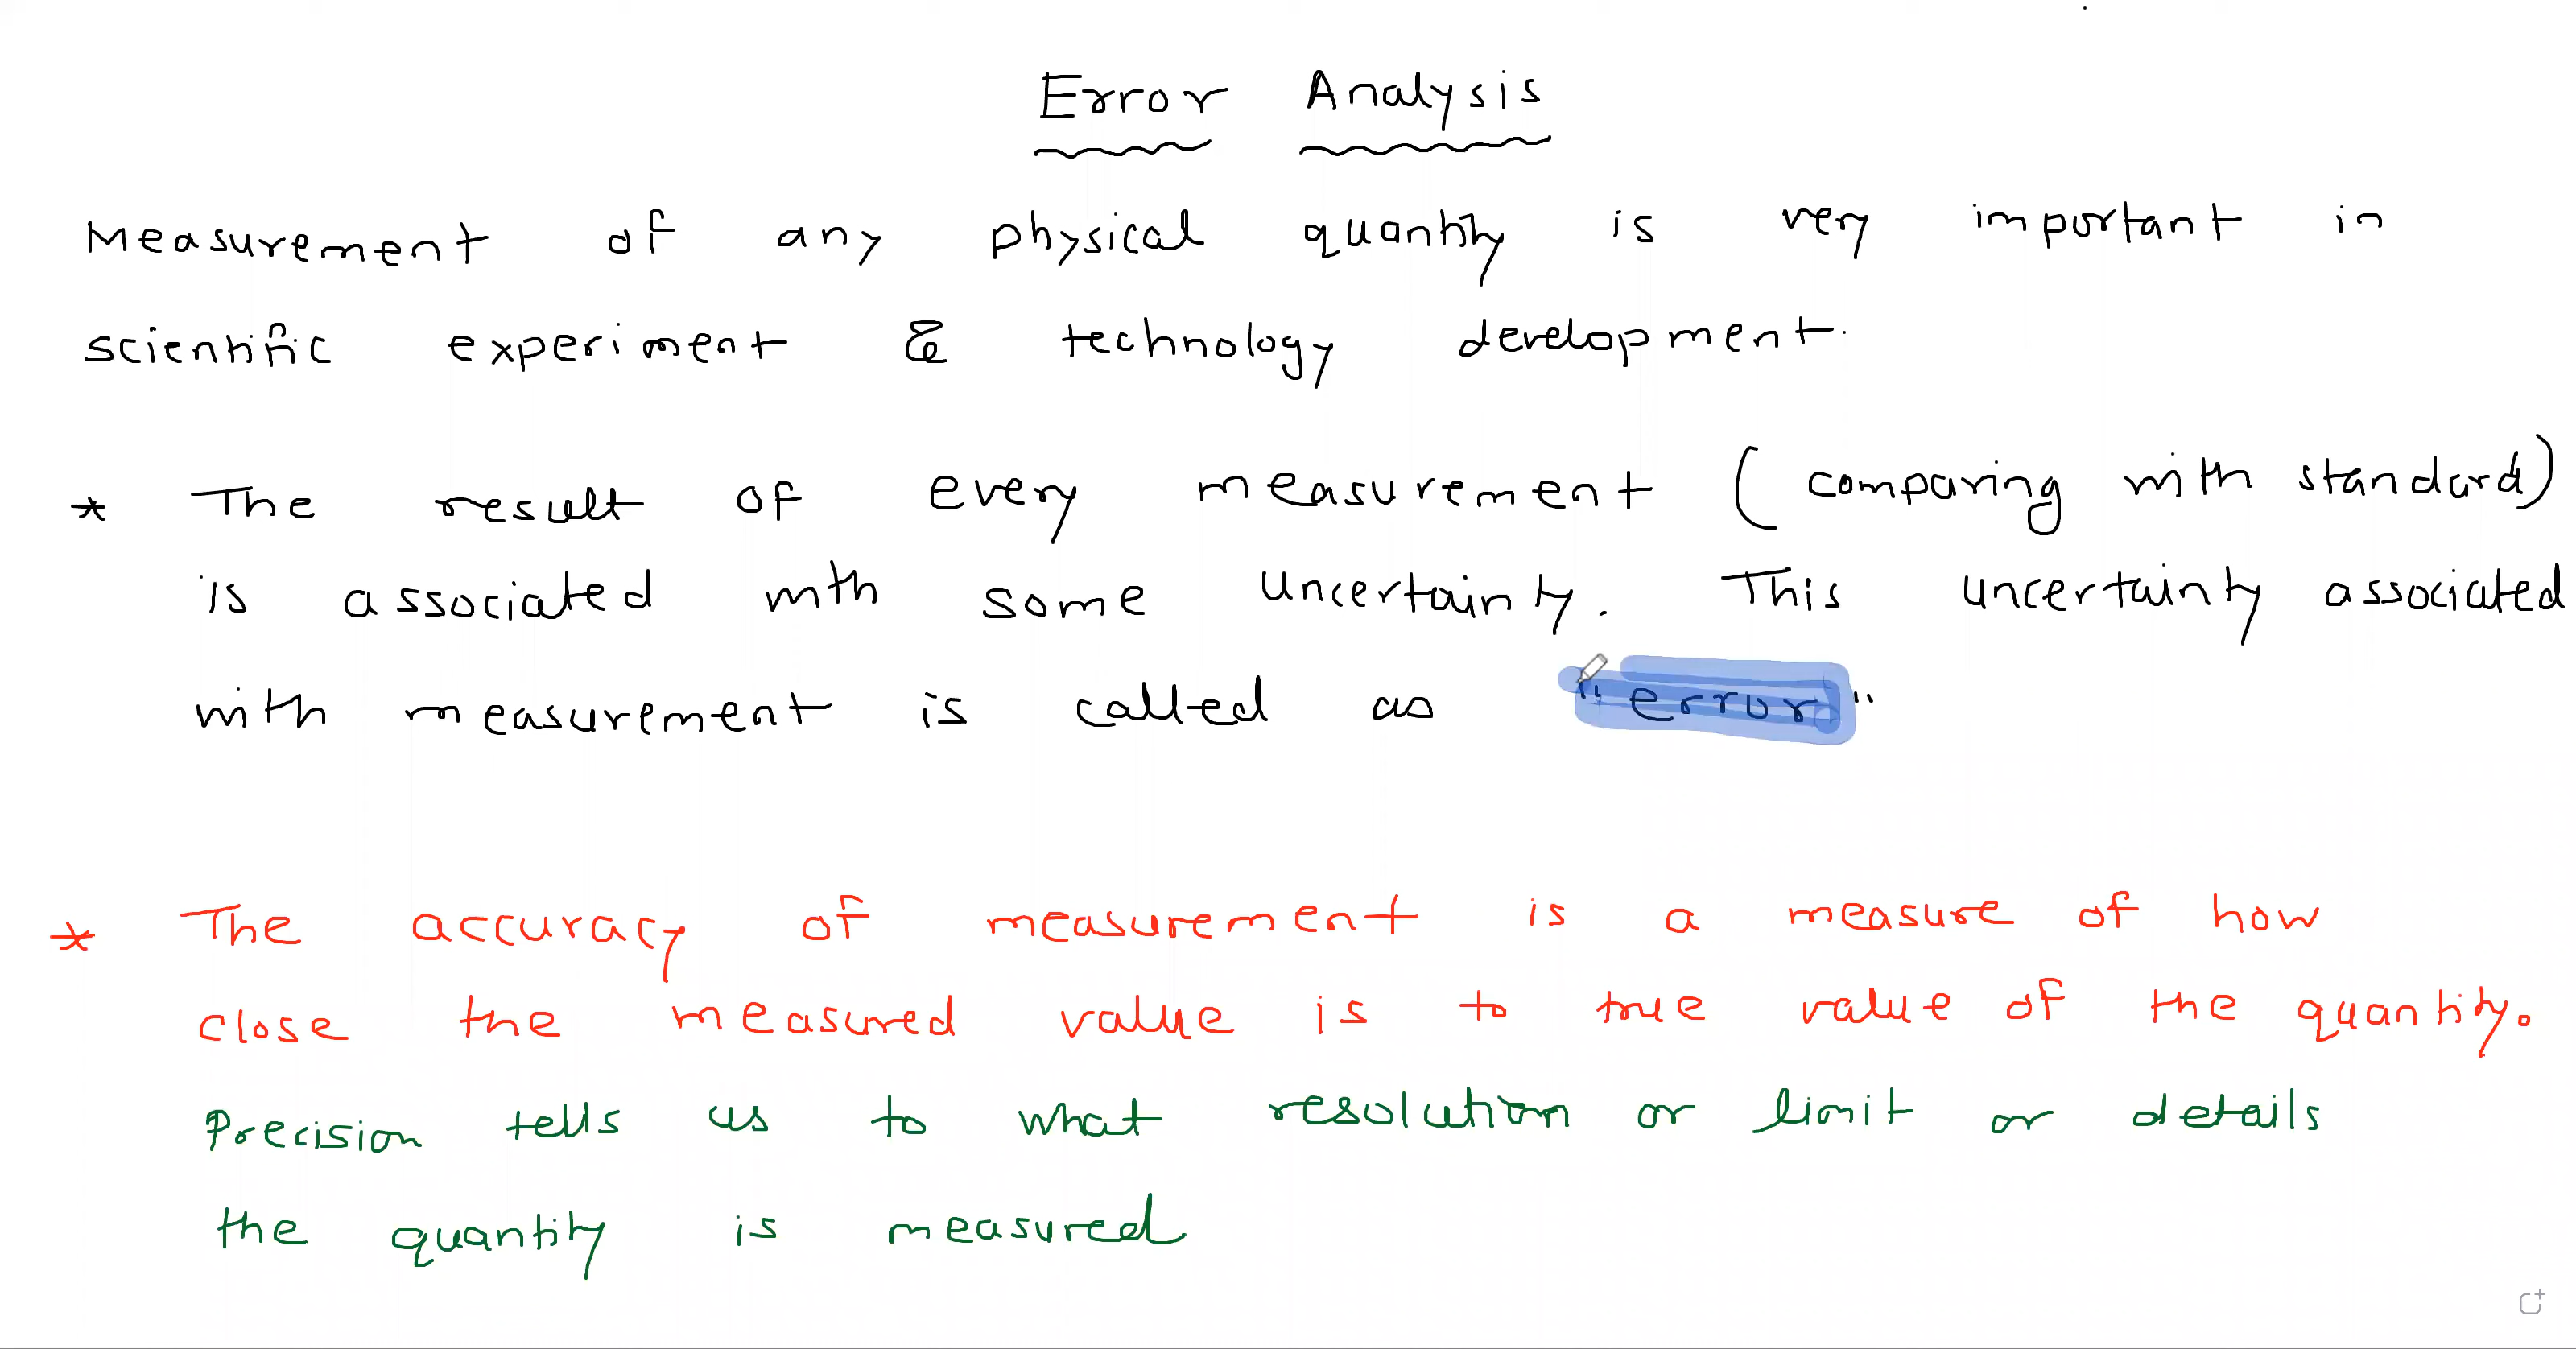 Error Analysis
Measurement of any physical quantity is very important in
scientific experiment & technology development.
* The result of every measurement (comparing with standard)
is associated with some uncertainty. This uncertainty associated
with measurement is called as "error"
* The accuracy of measurement is a measure of how
close the measured value is to true value of the quantity.
Precision tells us to what resolution or limit or details
the quantity is measured